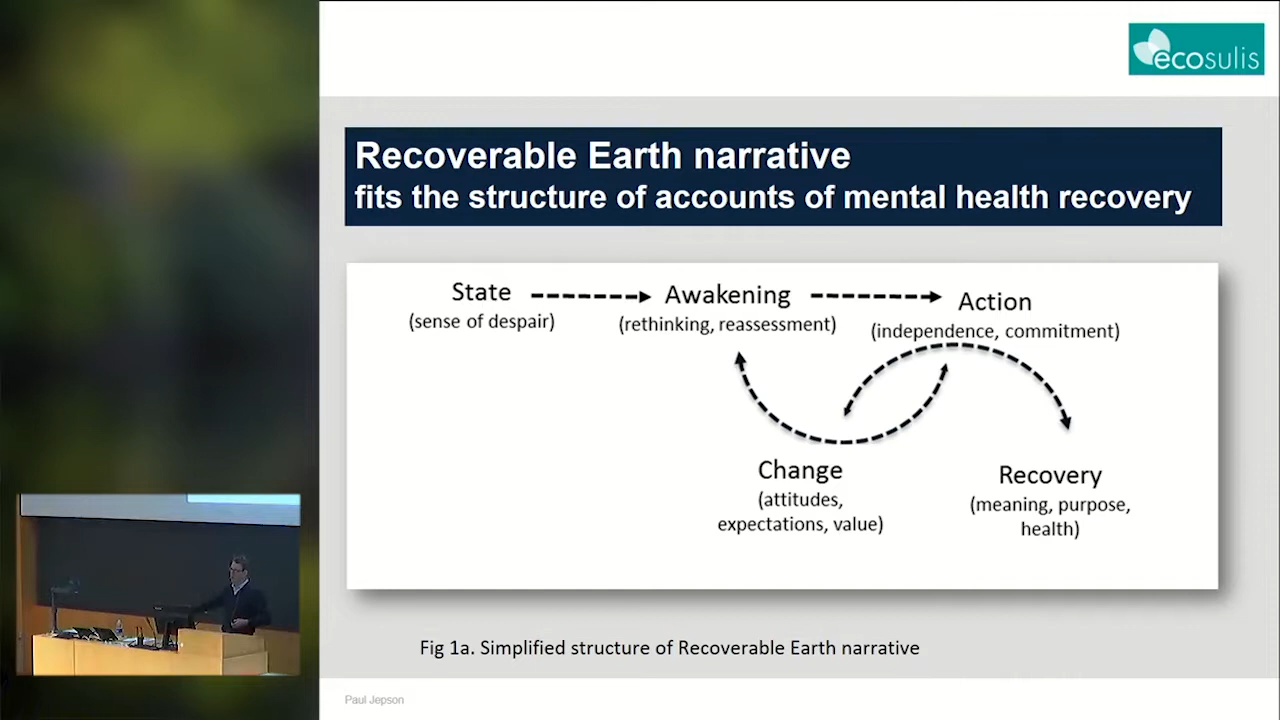 ecosulis
Recoverable Earth narrative
fits the structure of accounts of mental health recovery
State
(sense of despair)
Awakening
(rethinking, reassessment)
Action
(independence, commitment)
Change
(attitudes,
expectations, value)
Recovery
(meaning, purpose,
health)
Fig 1a. Simplified structure of Recoverable Earth narrative
Paul Jepson